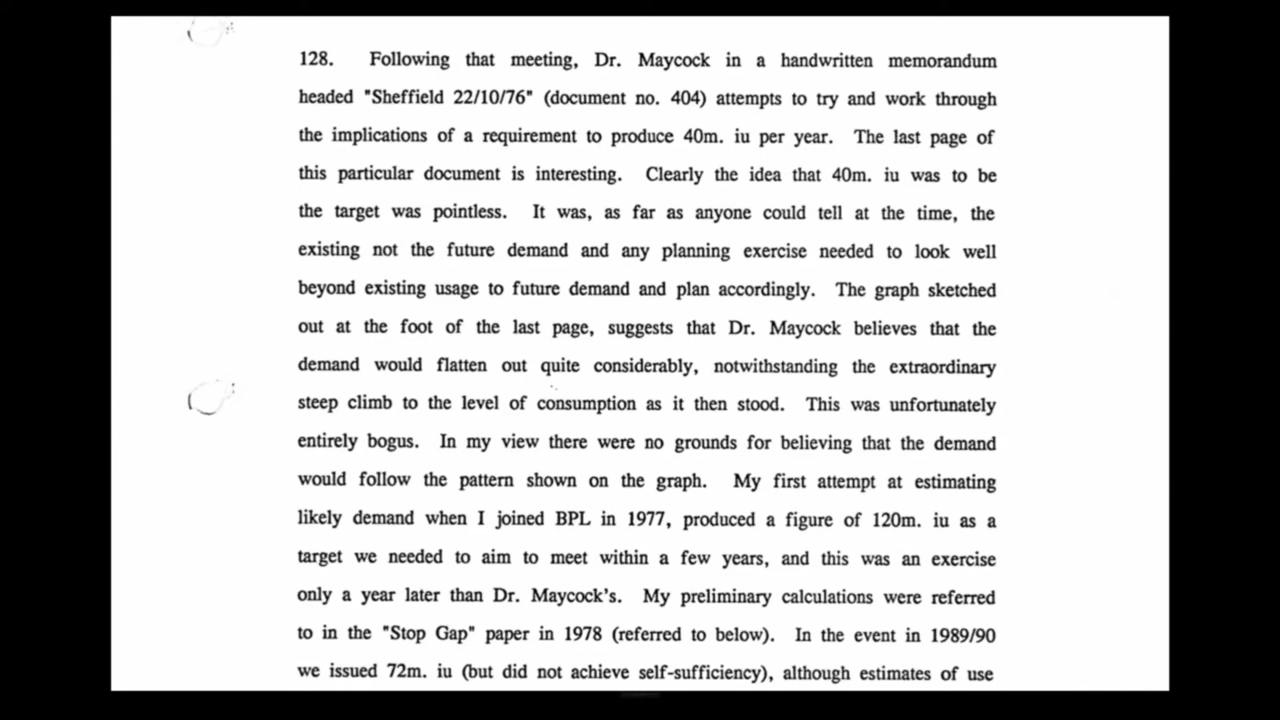 128. Following that meeting, Dr. Maycock in a handwritten memorandum
headed "Sheffield 22/10/76" (document no. 404) attempts to try and work through
the implications of a requirement to produce 40m. iu per year. The last page of
this particular document is interesting. Clearly the idea that 40m. iu was to be
the target was pointless. It was, as far as anyone could tell at the time, the
existing not the future demand and any planning exercise needed to look well
beyond existing usage to future demand and plan accordingly. The graph sketched
out at the foot of the last page, suggests that Dr. Maycock believes that the
demand would flatten out quite considerably, notwithstanding the extraordinary
steep climb to the level of consumption as it then stood. This was unfortunately
entirely bogus. In my view there were no grounds for believing that the demand
would follow the pattern shown on the graph. My first attempt at estimating
likely demand when I joined BPL in 1977, produced a figure of 120m. iu as a
target we needed to aim to meet within a few years, and this was an exercise
only a year later than Dr. Maycock's. My preliminary calculations were referred
to in the "Stop Gap" paper in 1978 (referred to below). In the event in 1989/90
we issued 72m. iu (but did not achieve self-sufficiency), although estimates of use